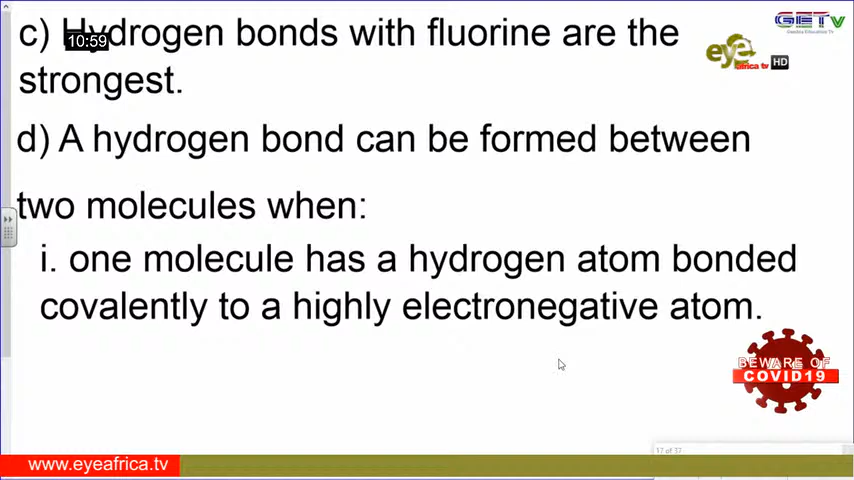 c) Hydrogen bonds with fluorine are the
10:59
strongest.
GETv
eye
africa tv HD
d) A hydrogen bond can be formed between
two molecules when:
i. one molecule has a hydrogen atom bonded
covalently to a highly electronegative atom.
BEWARE OF
COVID19
17 of 37
www.eyeafrica.tv